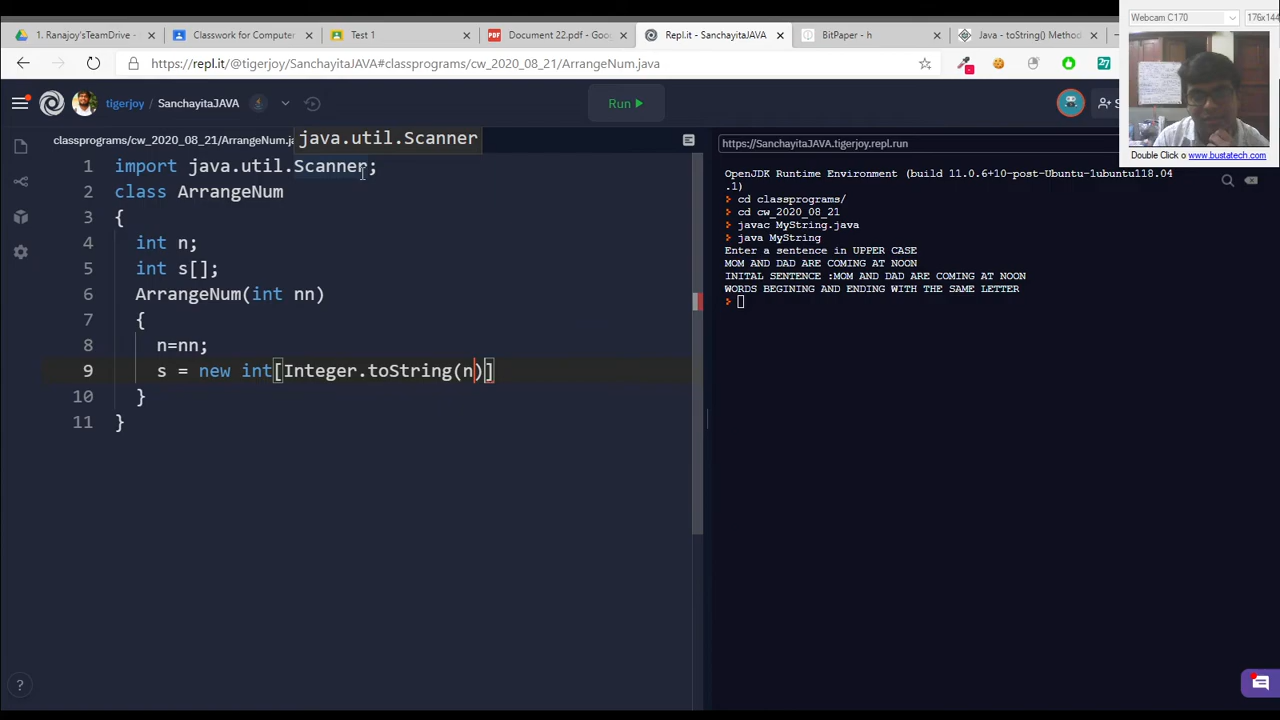 Webcam C170 176x144
1. Ranajoy'sTeamDrive - Classwork for Computer Test 1 Document 22.pdf - Goog Repl.it - SanchayitaJAVA BitPaper - h Java - toString() Method
https://repl.it/@tigerjoy/SanchayitaJAVA#classprograms/cw_2020_08_21/ArrangeNum.java
27
tigerjoy / SanchayitaJAVA
Run
S
Double Click o www.bustatech.com
classprograms/cw_2020_08_21/ArrangeNum.ja
java.util.Scanner
1 import java.util.Scanner;
2 class ArrangeNum
3 {
4 int n;
5 int s[];
6 ArrangeNum(int nn)
7 {
8 n=nn;
9 s = new int[Integer.toString(n)]
10 }
11 }
https://SanchayitaJAVA.tigerjoy.repl.run
OpenJDK Runtime Environment (build 11.0.6+10-post-Ubuntu-1ubuntu118.04
.1)
cd classprograms/
cd cw_2020_08_21
javac MyString.java
java MyString
Enter a sentence in UPPER CASE
MOM AND DAD ARE COMING AT NOON
INITAL SENTENCE :MOM AND DAD ARE COMING AT NOON
WORDS BEGINING AND ENDING WITH THE SAME LETTER
?